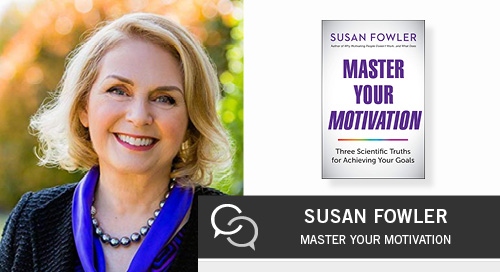 SUSAN FOWLER
Author of Why Motivating People Doesn't Work...and What Does
MASTER
YOUR
MOTIVATION
Three Scientific Truths
for Achieving Your Goals
SUSAN FOWLER
MASTER YOUR MOTIVATION